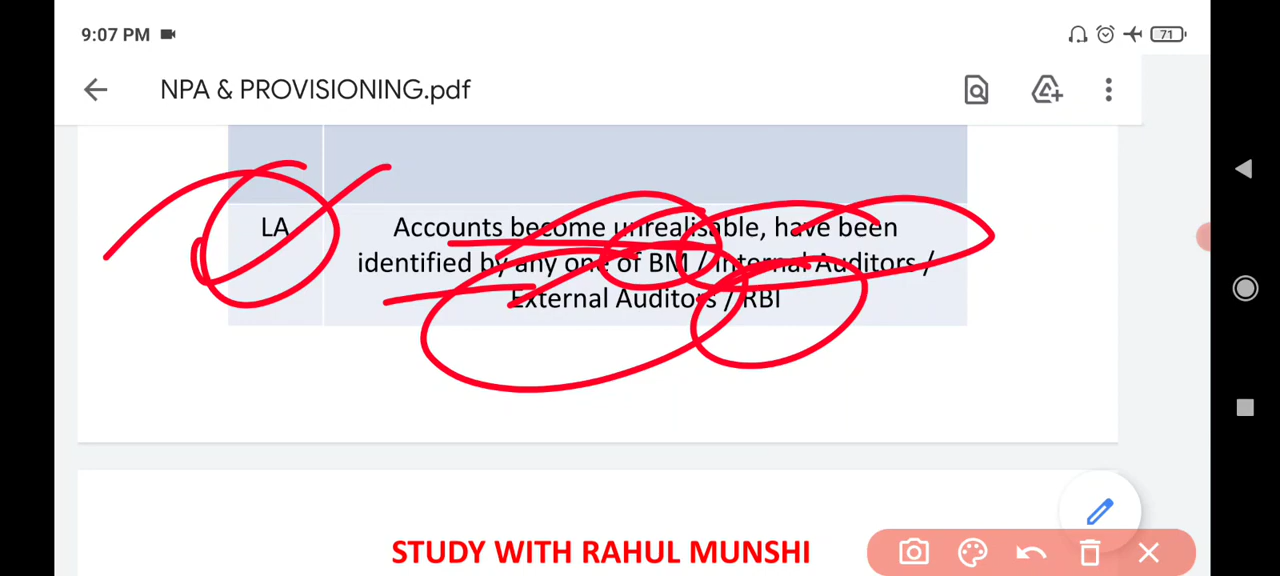 9:07 PM
71
NPA & PROVISIONING.pdf
LA
Accounts become unrealisable, have been
identified by any one of BM / Internal Auditors /
External Auditors / RBI
STUDY WITH RAHUL MUNSHI